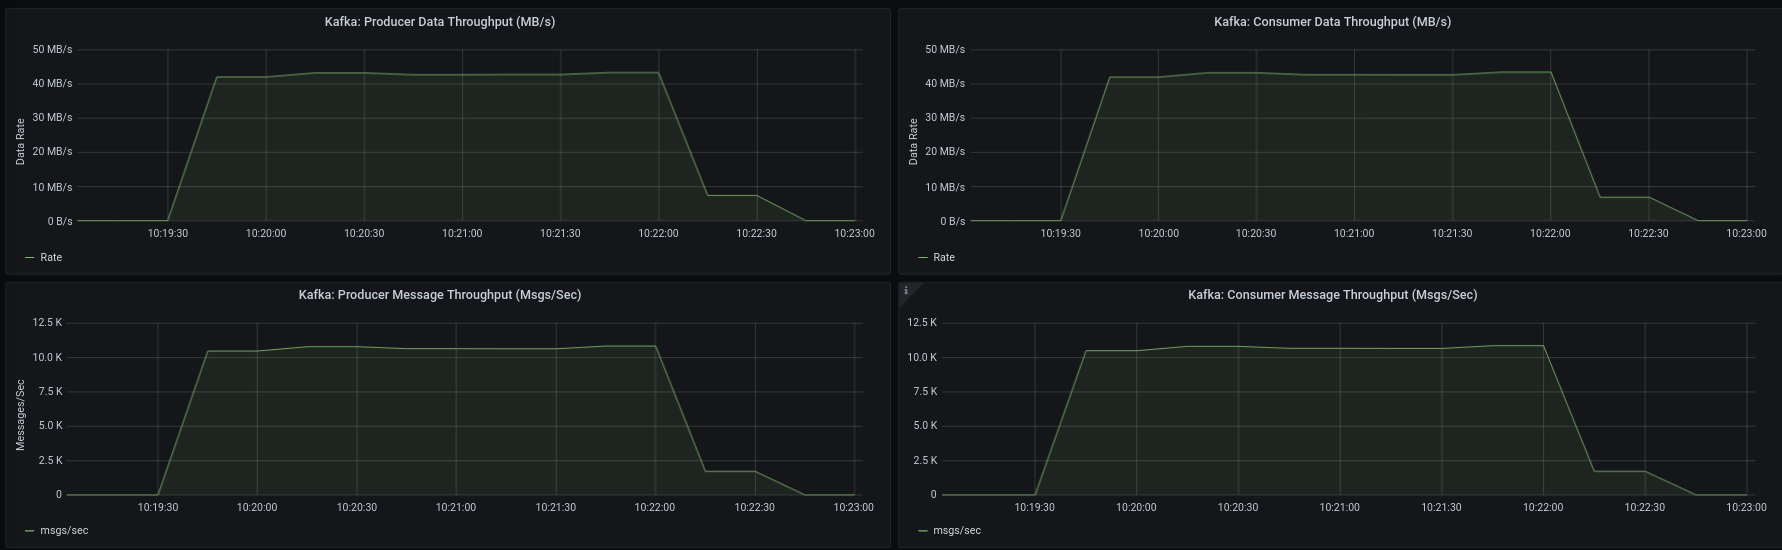 Kafka: Producer Data Throughput (MB/s)
50 MB/s
40 MB/s
30 MB/s
20 MB/s
10 MB/s
0 B/s
Data Rate
10:19:30 10:20:00 10:20:30 10:21:00 10:21:30 10:22:00 10:22:30 10:23:00
Rate
Kafka: Consumer Data Throughput (MB/s)
50 MB/s
40 MB/s
30 MB/s
20 MB/s
10 MB/s
0 B/s
Data Rate
10:19:30 10:20:00 10:20:30 10:21:00 10:21:30 10:22:00 10:22:30 10:23:00
Rate
Kafka: Producer Message Throughput (Msgs/Sec)
12.5 K
10.0 K
7.5 K
5.0 K
2.5 K
0
Messages/Sec
10:19:30 10:20:00 10:20:30 10:21:00 10:21:30 10:22:00 10:22:30 10:23:00
msgs/sec
i
Kafka: Consumer Message Throughput (Msgs/Sec)
12.5 K
10.0 K
7.5 K
5.0 K
2.5 K
0
10:19:30 10:20:00 10:20:30 10:21:00 10:21:30 10:22:00 10:22:30 10:23:00
msgs/sec